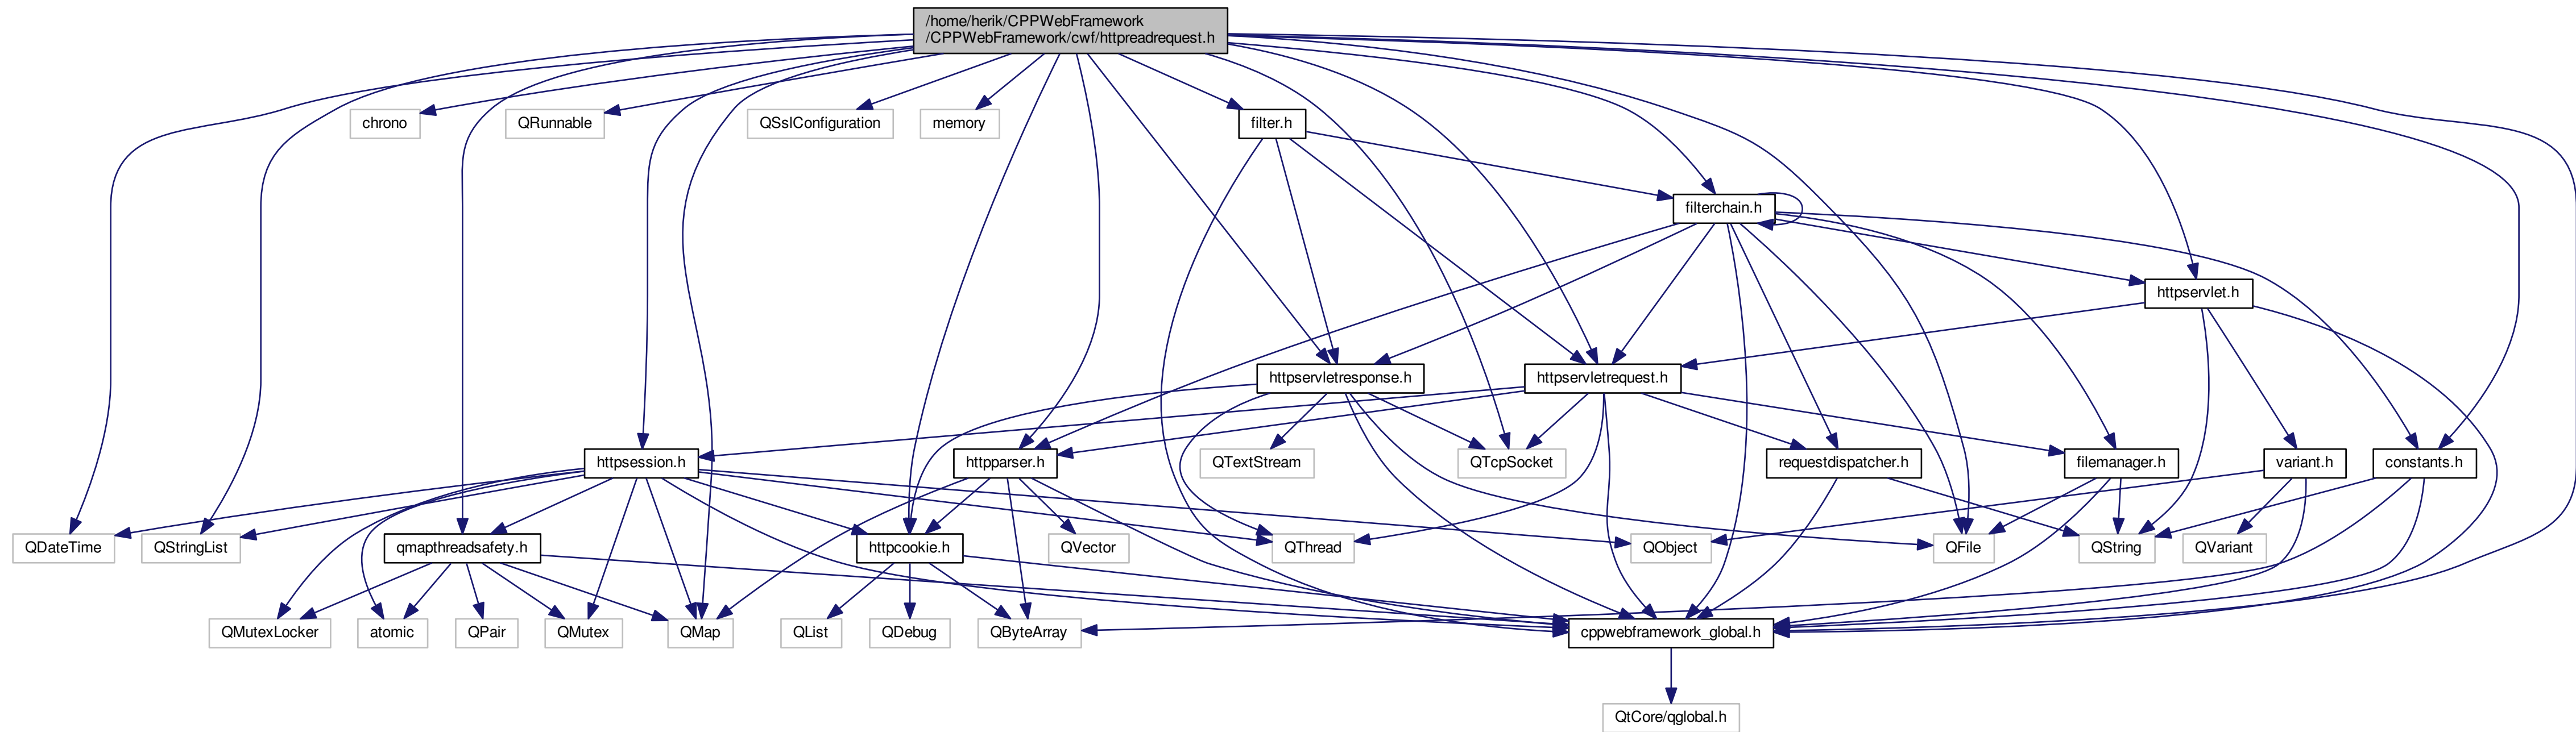 /home/herik/CPPWebFramework
/CPPWebFramework/cwf/httpreadrequest.h
chrono
QRunnable
QSslConfiguration
memory
filter.h
filterchain.h
httpservlet.h
httpservletresponse.h
httpservletrequest.h
httpsession.h
httpparser.h
QTextStream
QTcpSocket
requestdispatcher.h
filemanager.h
variant.h
constants.h
QDateTime
QStringList
qmapthreadsafety.h
httpcookie.h
QVector
QThread
QObject
QFile
QString
QVariant
QMutexLocker
atomic
QPair
QMutex
QMap
QList
QDebug
QByteArray
cppwebframework_global.h
QtCore/qglobal.h